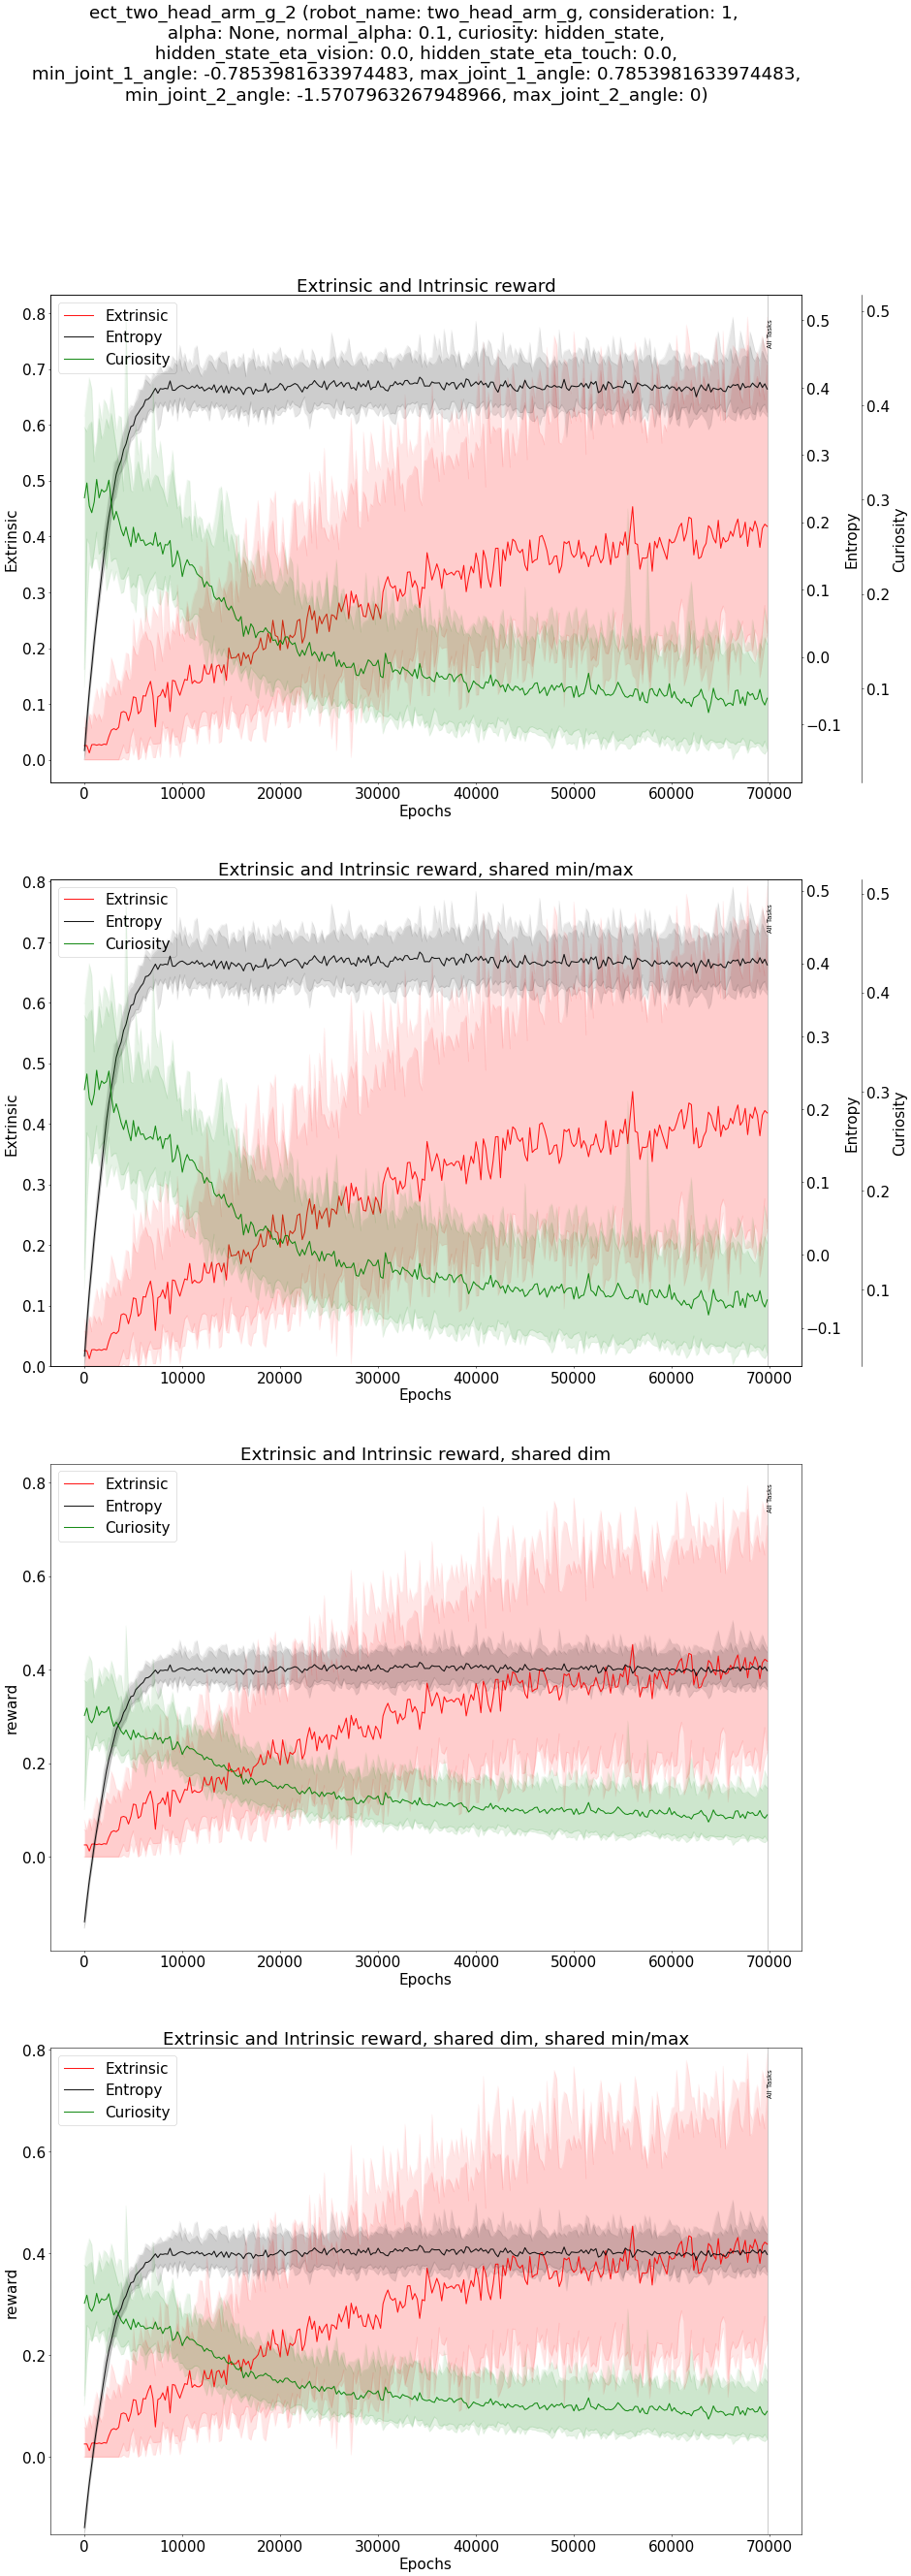 ect_two_head_arm_g_2 (robot_name: two_head_arm_g, consideration: 1,
alpha: None, normal_alpha: 0.1, curiosity: hidden_state,
hidden_state_eta_vision: 0.0, hidden_state_eta_touch: 0.0,
min_joint_1_angle: -0.7853981633974483, max_joint_1_angle: 0.7853981633974483,
min_joint_2_angle: -1.5707963267948966, max_joint_2_angle: 0)
Extrinsic and Intrinsic reward
Extrinsic
Entropy
Curiosity
All Tasks
0.8
0.7
0.6
0.5
0.4
0.3
0.2
0.1
0.0
Extrinsic
0.5
0.4
0.3
0.2
0.1
0.0
−0.1
Entropy
0.5
0.4
0.3
0.2
0.1
Curiosity
0 10000 20000 30000 40000 50000 60000 70000
Epochs
Extrinsic and Intrinsic reward, shared min/max
Extrinsic
Entropy
Curiosity
All Tasks
0.8
0.7
0.6
0.5
0.4
0.3
0.2
0.1
0.0
Extrinsic
0.5
0.4
0.3
0.2
0.1
0.0
−0.1
Entropy
0.5
0.4
0.3
0.2
0.1
Curiosity
0 10000 20000 30000 40000 50000 60000 70000
Epochs
Extrinsic and Intrinsic reward, shared dim
Extrinsic
Entropy
Curiosity
All Tasks
0.8
0.6
0.4
0.2
0.0
reward
0 10000 20000 30000 40000 50000 60000 70000
Epochs
Extrinsic and Intrinsic reward, shared dim, shared min/max
Extrinsic
Entropy
Curiosity
All Tasks
0.8
0.6
0.4
0.2
0.0
reward
0 10000 20000 30000 40000 50000 60000 70000
Epochs